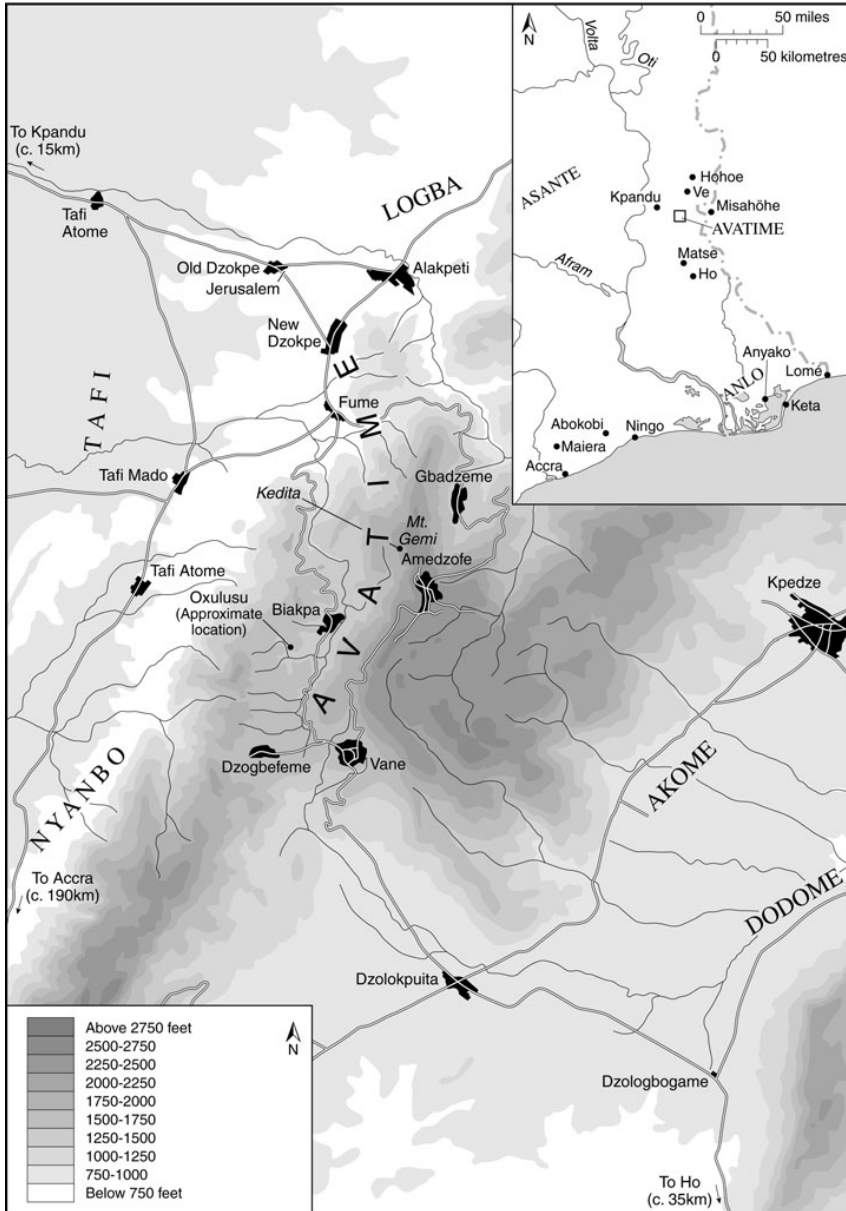 To Kpandu
(c. 15km)
Tafi
Atome
LOGBA
Old Dzokpe
Jerusalem
Alakpeti
New
Dzokpe
TAFI
Fume
Tafi Mado
Kedita
Gbadzeme
Mt.
Gemi
Amedzofe
Tafi Atome
Oxulusu
(Approximate
location)
Biakpa
Kpedze
AVATIME
Dzogbefeme
Vane
NYANBO
AKOME
To Accra
(c. 190km)
DODOME
Dzolokpuita
Dzologbogame
To Ho
(c. 35km)
N
0 50 miles
0 50 kilometres
Volta
Oti
ASANTE
Hohoe
Ve
Kpandu
Misahöhe
AVATIME
Matse
Afram
Ho
Anyako
Lomé
ANLO
Keta
Abokobi
Ningo
Maiera
Accra
Above 2750 feet
N
2500-2750
2250-2500
2000-2250
1750-2000
1500-1750
1250-1500
1000-1250
750-1000
Below 750 feet